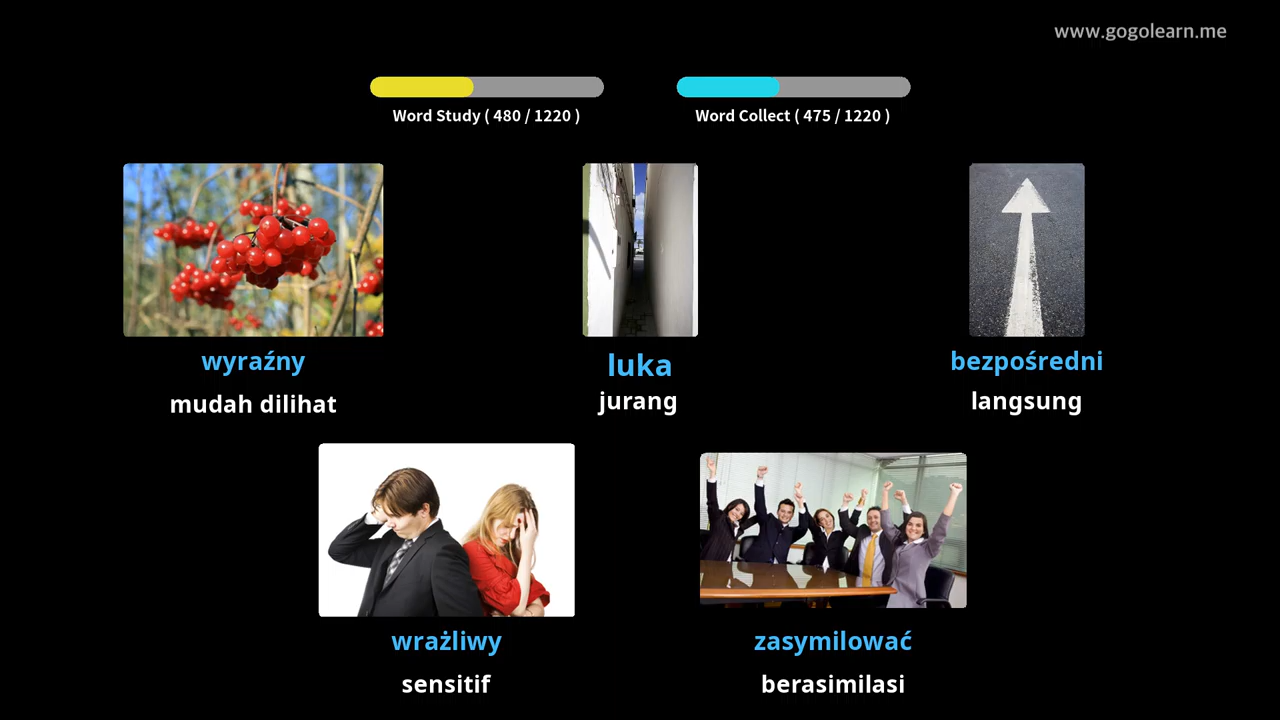 www.gogolearn.me
Word Study ( 480 / 1220 )
Word Collect ( 475 / 1220 )
wyraźny
mudah dilihat
luka
jurang
bezpośredni
langsung
wrażliwy
sensitif
zasymilować
berasimilasi